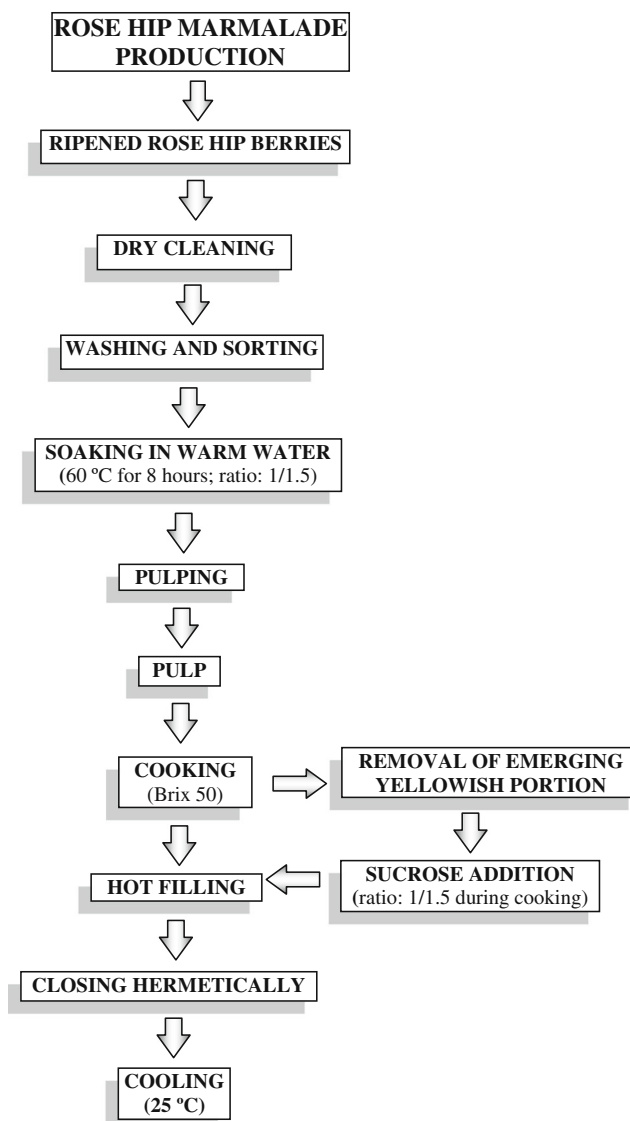 ROSE HIP MARMALADE
PRODUCTION
RIPENED ROSE HIP BERRIES
DRY CLEANING
WASHING AND SORTING
SOAKING IN WARM WATER
(60 ºC for 8 hours; ratio: 1/1.5)
PULPING
PULP
COOKING
(Brix 50)
REMOVAL OF EMERGING
YELLOWISH PORTION
SUCROSE ADDITION
(ratio: 1/1.5 during cooking)
HOT FILLING
CLOSING HERMETICALLY
COOLING
(25 ºC)